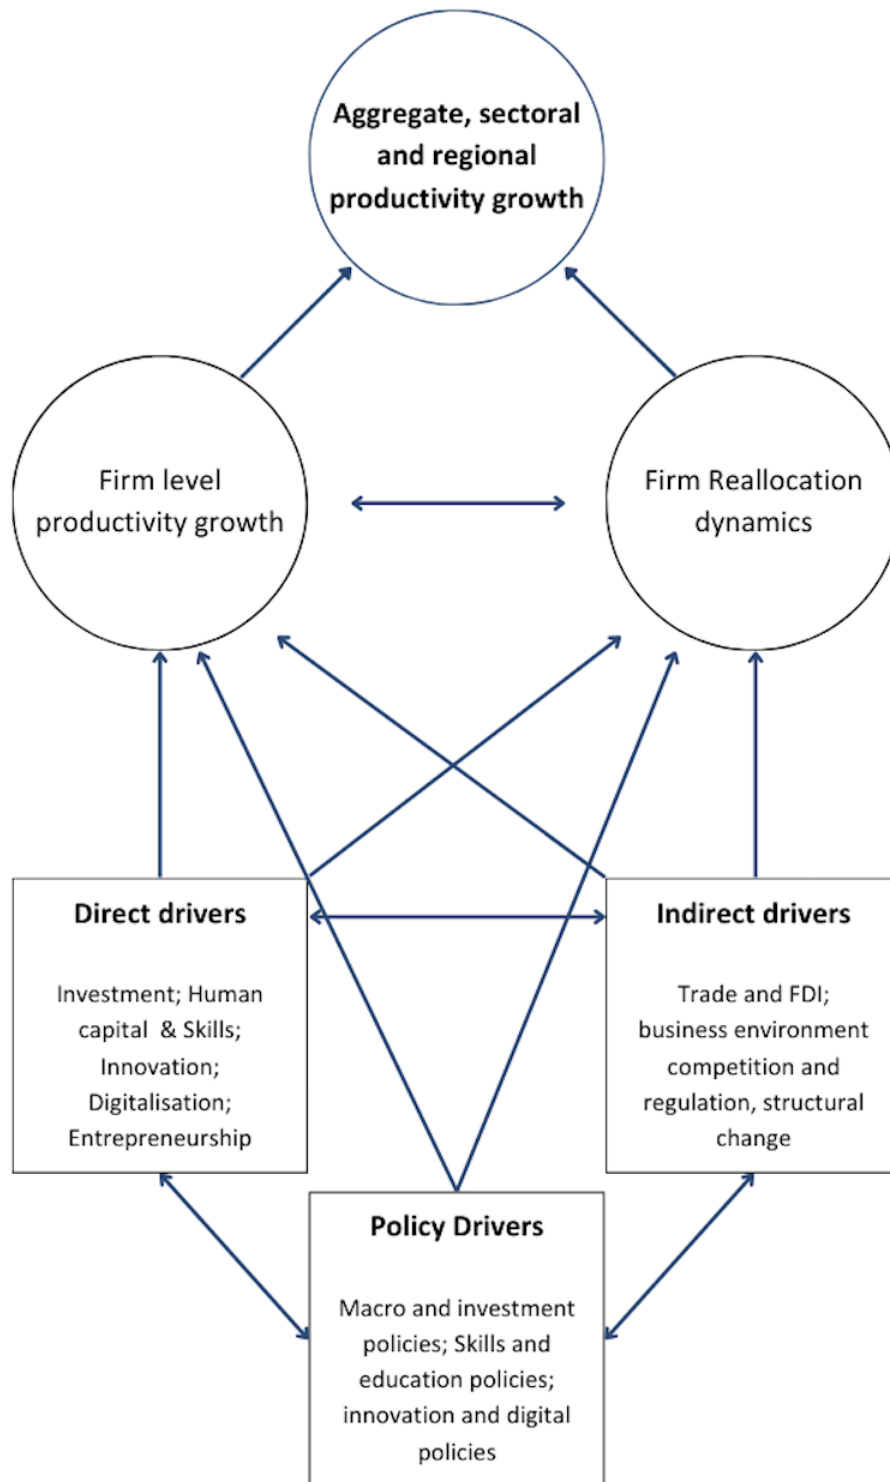 Aggregate, sectoral
and regional
productivity growth
Firm level
productivity growth
Firm Reallocation
dynamics
Direct drivers
Investment; Human
capital & Skills;
Innovation;
Digitalisation;
Entrepreneurship
Indirect drivers
Trade and FDI;
business environment
competition and
regulation, structural
change
Policy Drivers
Macro and investment
policies; Skills and
education policies;
innovation and digital
policies